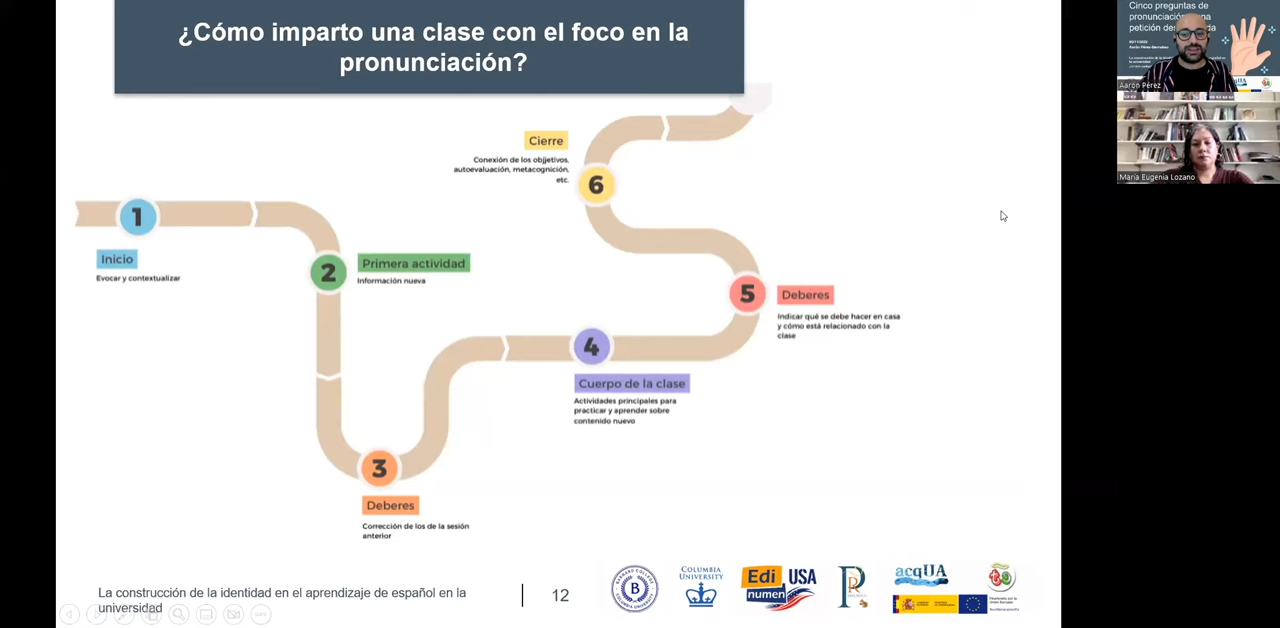 ¿Cómo imparto una clase con el foco en la
pronunciación?
1
Inicio
Evocar y contextualizar
2
Primera actividad
Información nueva
3
Deberes
Corrección de los de la sesión
anterior
4
Cuerpo de la clase
Actividades principales para
practicar y aprender sobre
contenido nuevo
5
Deberes
Indicar qué se debe hacer en casa
y cómo está relacionado con la
clase
6
Cierre
Conexión de los objetivos,
autoevaluación, metacognición,
etc.
La construcción de la identidad en el aprendizaje de español en la
universidad
12
B
COLUMBIA
UNIVERSITY
Edi
numen
USA
acqUA
Cinco preguntas de
pronunciación
petición
Aarón Pérez
María Eugenia Lozano